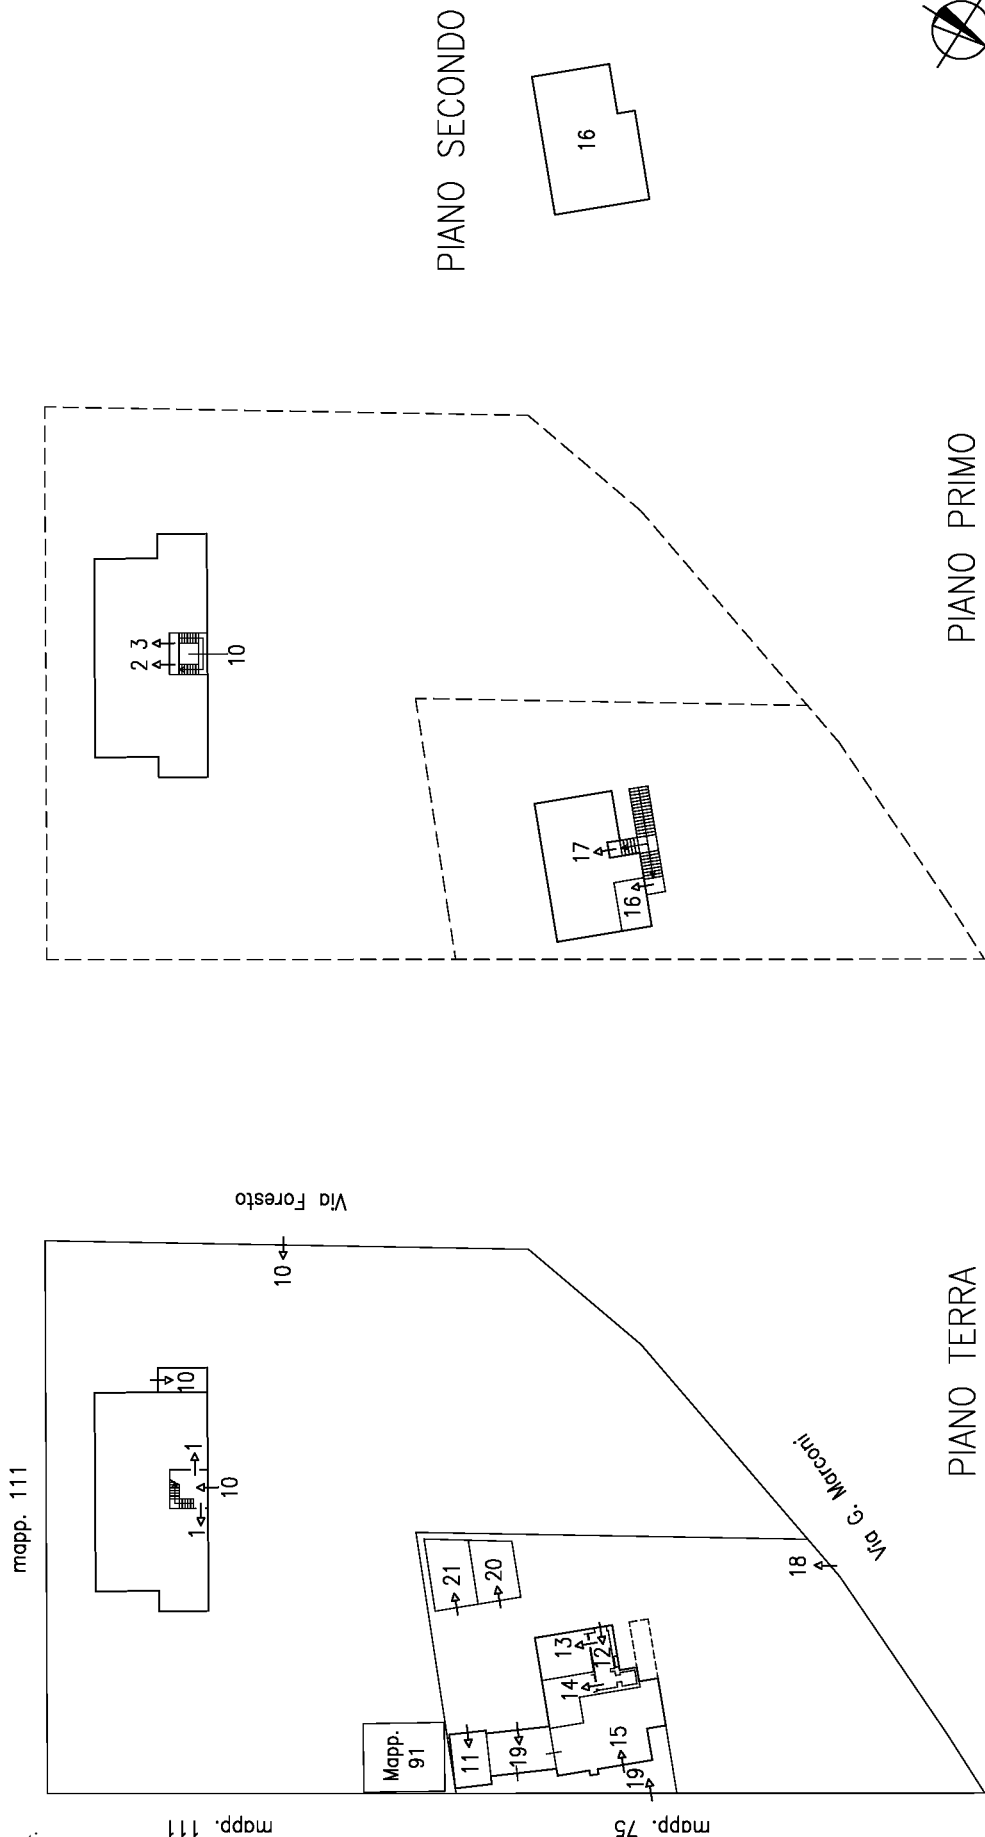 PIANO SECONDO
16
PIANO PRIMO
2 3
10
17
16
PIANO TERRA
mapp. 111
Via Foresto
10
10
1
10
1
Via G. Marconi
18
21
20
13
12
14
Mapp.
91
11
19
15
19
mapp. 111
mapp. 75